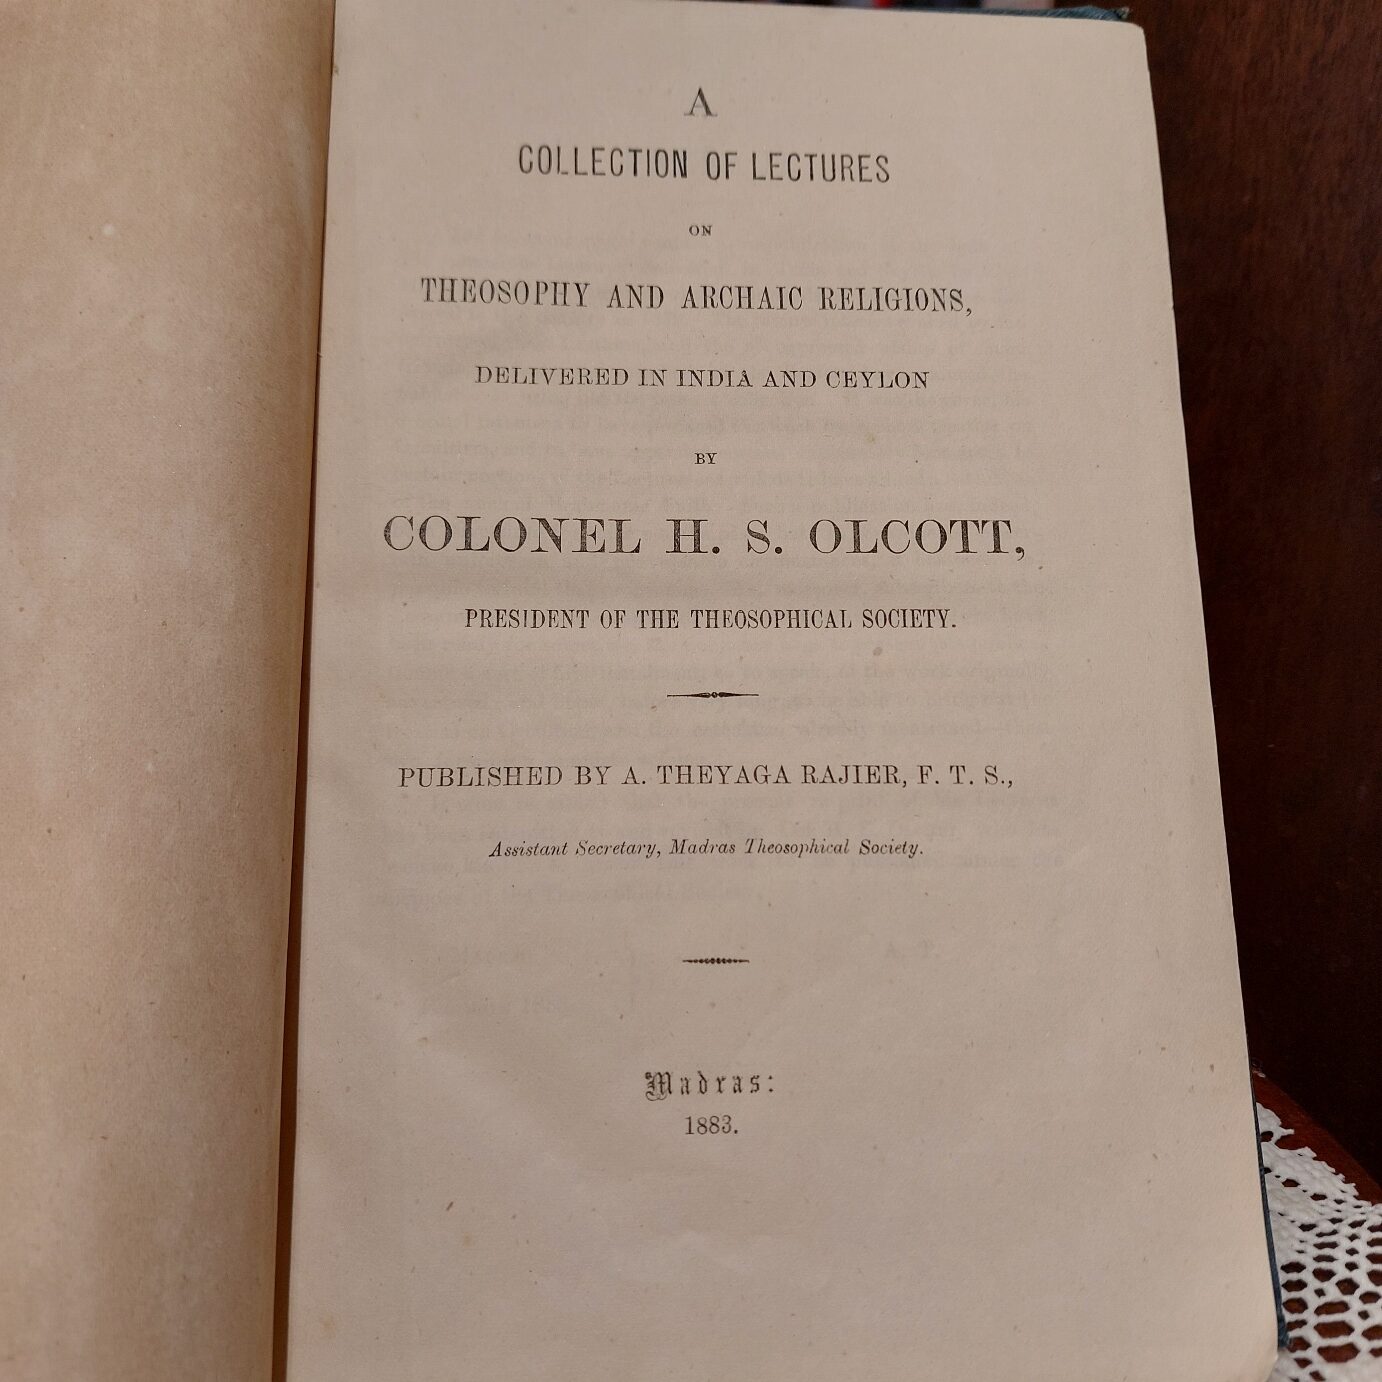 A
COLLECTION OF LECTURES
ON
THEOSOPHY AND ARCHAIC RELIGIONS,
DELIVERED IN INDIA AND CEYLON
BY
COLONEL H. S. OLCOTT,
PRESIDENT OF THE THEOSOPHICAL SOCIETY.
PUBLISHED BY A. THEYAGA RAJIER, F. T. S.,
Assistant Secretary, Madras Theosophical Society.
Madras:
1883.